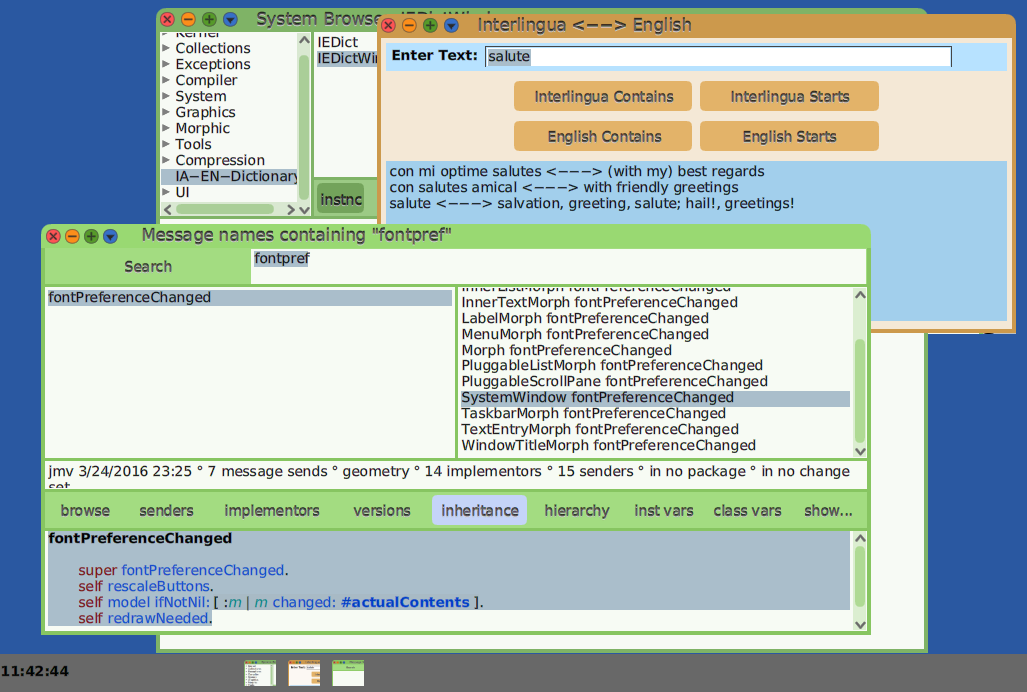 System Browse
Kernel
Collections
Exceptions
Compiler
System
Graphics
Morphic
Tools
Compression
IA−EN−Dictionary
UI
IEDict
IEDictWi
instnc
Interlingua <−−−> English
Enter Text: salute
Interlingua Contains
Interlingua Starts
English Contains
English Starts
con mi optime salutes <−−−> (with my) best regards
con salutes amical <−−−> with friendly greetings
salute <−−−> salvation, greeting, salute; hail!, greetings!
Message names containing "fontpref"
Search
fontpref
fontPreferenceChanged
InnerListMorph fontPreferenceChanged
InnerTextMorph fontPreferenceChanged
LabelMorph fontPreferenceChanged
MenuMorph fontPreferenceChanged
Morph fontPreferenceChanged
PluggableListMorph fontPreferenceChanged
PluggableScrollPane fontPreferenceChanged
SystemWindow fontPreferenceChanged
TaskbarMorph fontPreferenceChanged
TextEntryMorph fontPreferenceChanged
WindowTitleMorph fontPreferenceChanged
jmv 3/24/2016 23:25 ° 7 message sends ° geometry ° 14 implementors ° 15 senders ° in no package ° in no change
set
browse
senders
implementors
versions
inheritance
hierarchy
inst vars
class vars
show...
fontPreferenceChanged
super fontPreferenceChanged.
self rescaleButtons.
self model ifNotNil: [ :m | m changed: #actualContents ].
self redrawNeeded.
11:42:44